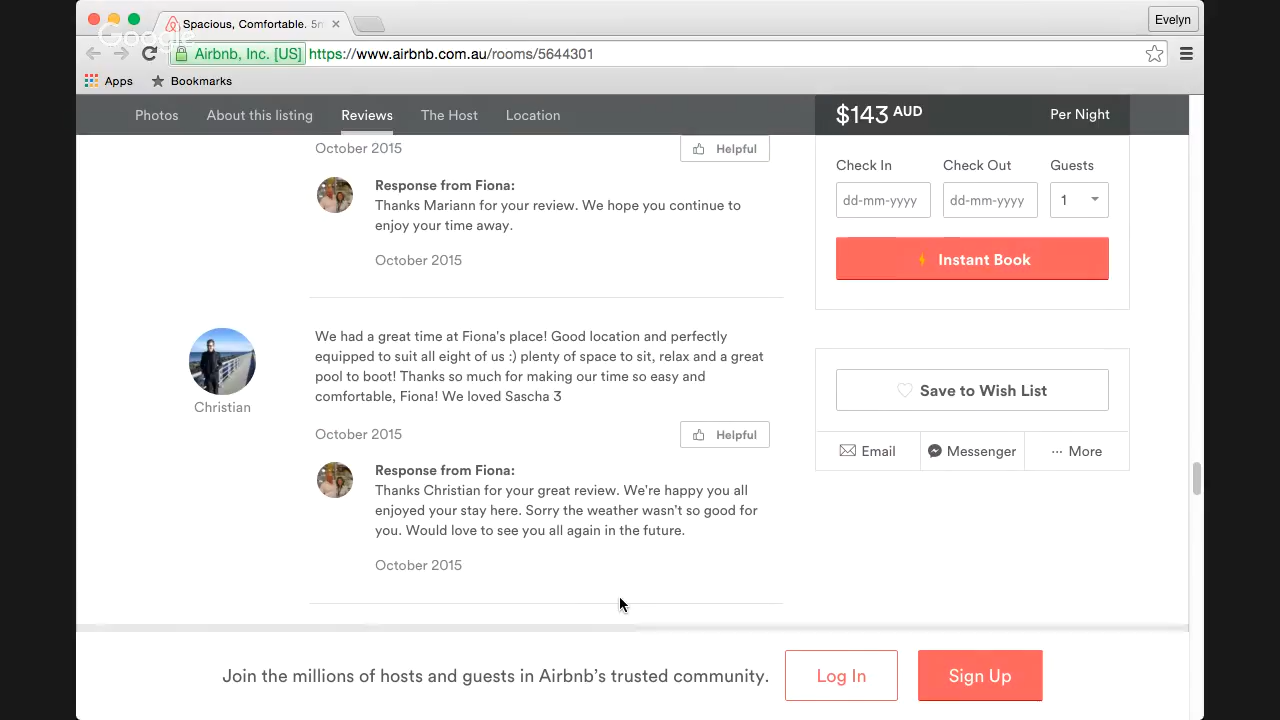 Spacious, Comfortable. 5m
Evelyn
Google
Airbnb, Inc. [US] https://www.airbnb.com.au/rooms/5644301
Apps Bookmarks
Photos About this listing Reviews The Host Location
$143 AUD Per Night
October 2015
Helpful
Response from Fiona:
Thanks Mariann for your review. We hope you continue to
enjoy your time away.
October 2015
Check In Check Out Guests
dd-mm-yyyy dd-mm-yyyy 1
Instant Book
Christian
We had a great time at Fiona's place! Good location and perfectly
equipped to suit all eight of us :) plenty of space to sit, relax and a great
pool to boot! Thanks so much for making our time so easy and
comfortable, Fiona! We loved Sascha 3
October 2015
Helpful
Response from Fiona:
Thanks Christian for your great review. We're happy you all
enjoyed your stay here. Sorry the weather wasn't so good for
you. Would love to see you all again in the future.
October 2015
Save to Wish List
Email Messenger ··· More
Join the millions of hosts and guests in Airbnb's trusted community.
Log In Sign Up